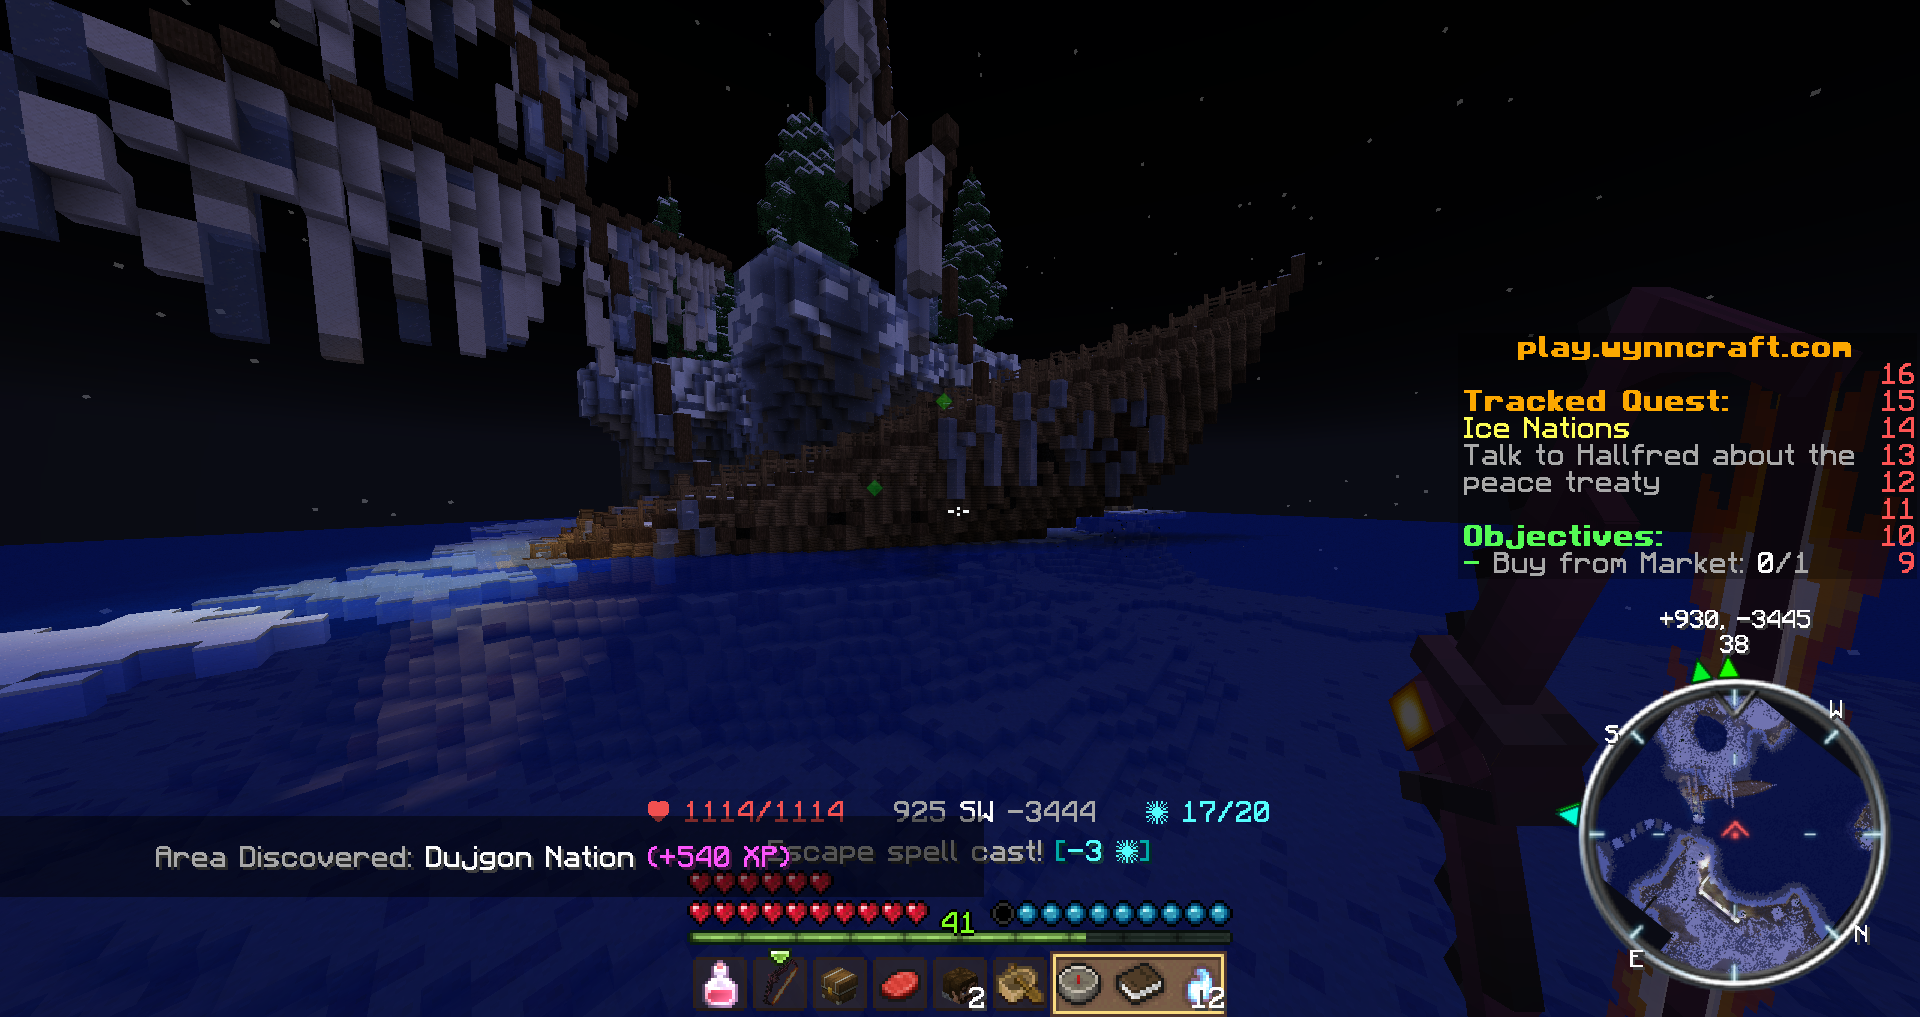 play.wynncraft.com
16
Tracked Quest: 15
Ice Nations 14
Talk to Hallfred about the 13
peace treaty 12
11
Objectives: 10
- Buy from Market: 0/1 9
+930, -3445
38
S
W
N
E
1114/1114 925 SW -3444 17/20
Escape spell cast! [-3 ]
Area Discovered: Dujgon Nation (+540 XP)
41
2
12